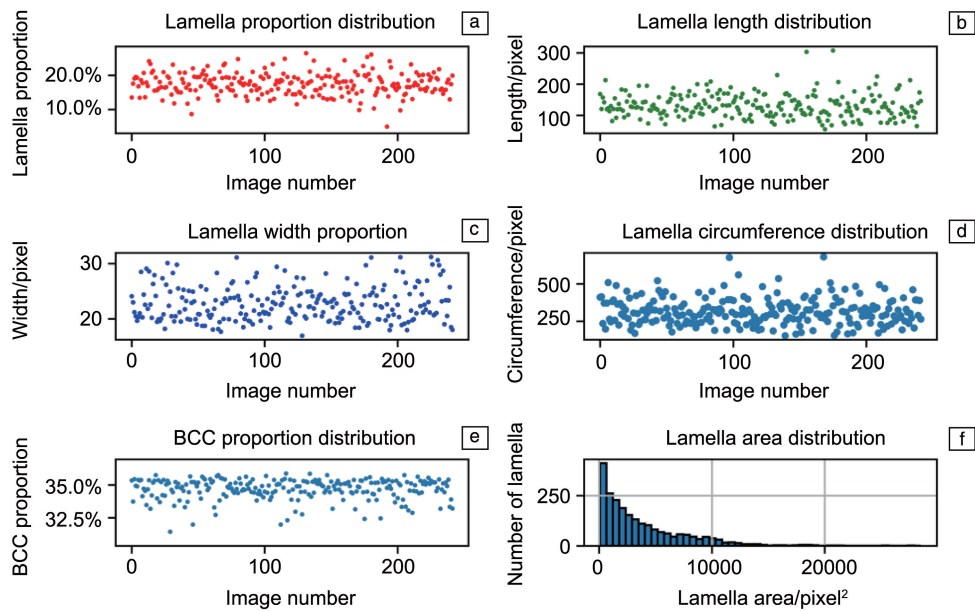 Lamella proportion distribution
a
Lamella proportion
20.0%
10.0%
0
100
200
Image number
Lamella length distribution
b
Length/pixel
300
200
100
0
100
200
Image number
Lamella width proportion
c
Width/pixel
30
20
0
100
200
Image number
Lamella circumference distribution
d
Circumference/pixel
500
250
0
100
200
Image number
BCC proportion distribution
e
BCC proportion
35.0%
32.5%
0
100
200
Image number
Lamella area distribution
f
Number of lamella
250
0
0
10000
20000
Lamella area/pixel²